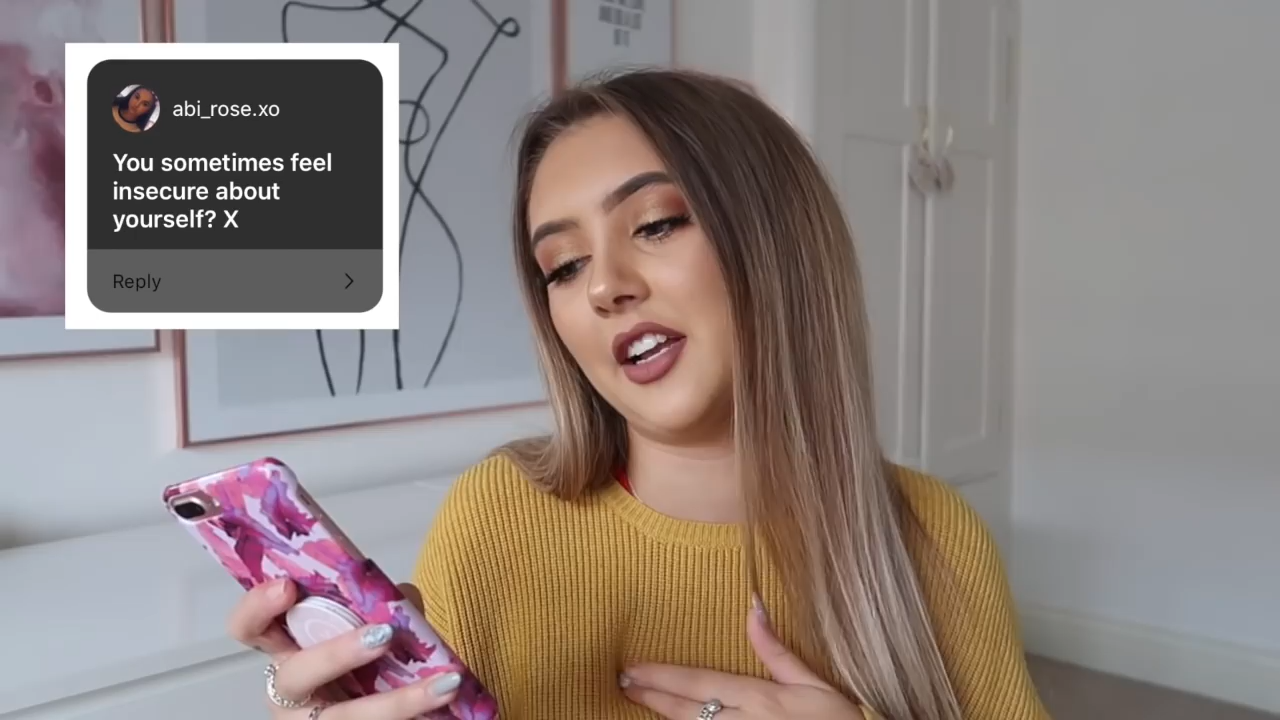 abi_rose.xo
You sometimes feel
insecure about
yourself? X
Reply